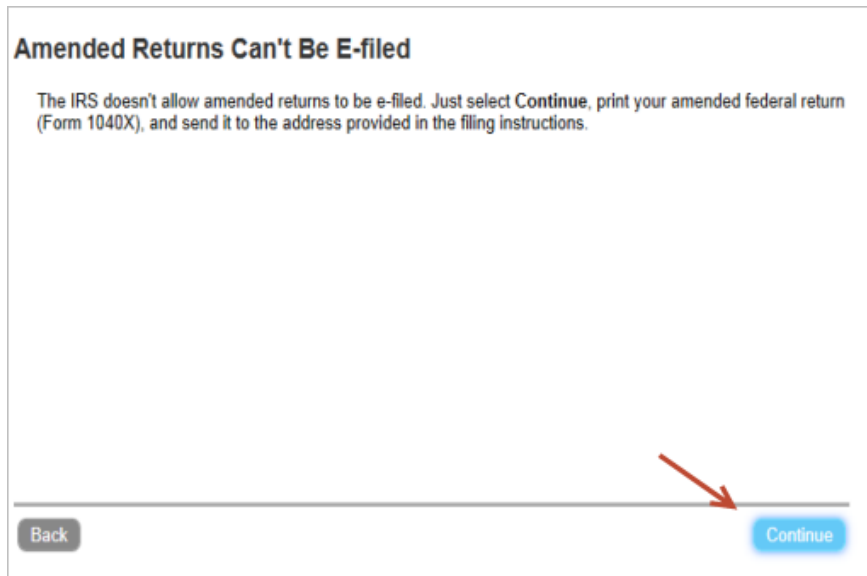 Amended Returns Can't Be E-filed
The IRS doesn't allow amended returns to be e-filed. Just select Continue, print your amended federal return
(Form 1040X), and send it to the address provided in the filing instructions.
Back
Continue